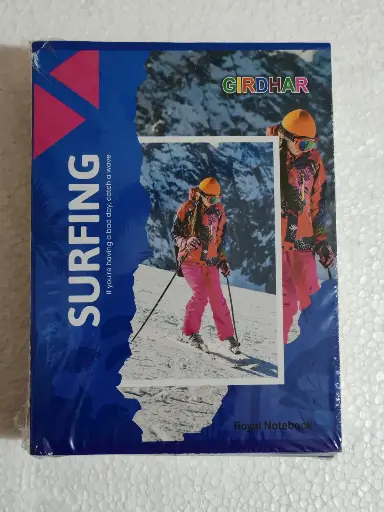 GIRDHAR
SURFING
If you're having a bad day, catch a wave
Royal Notebook